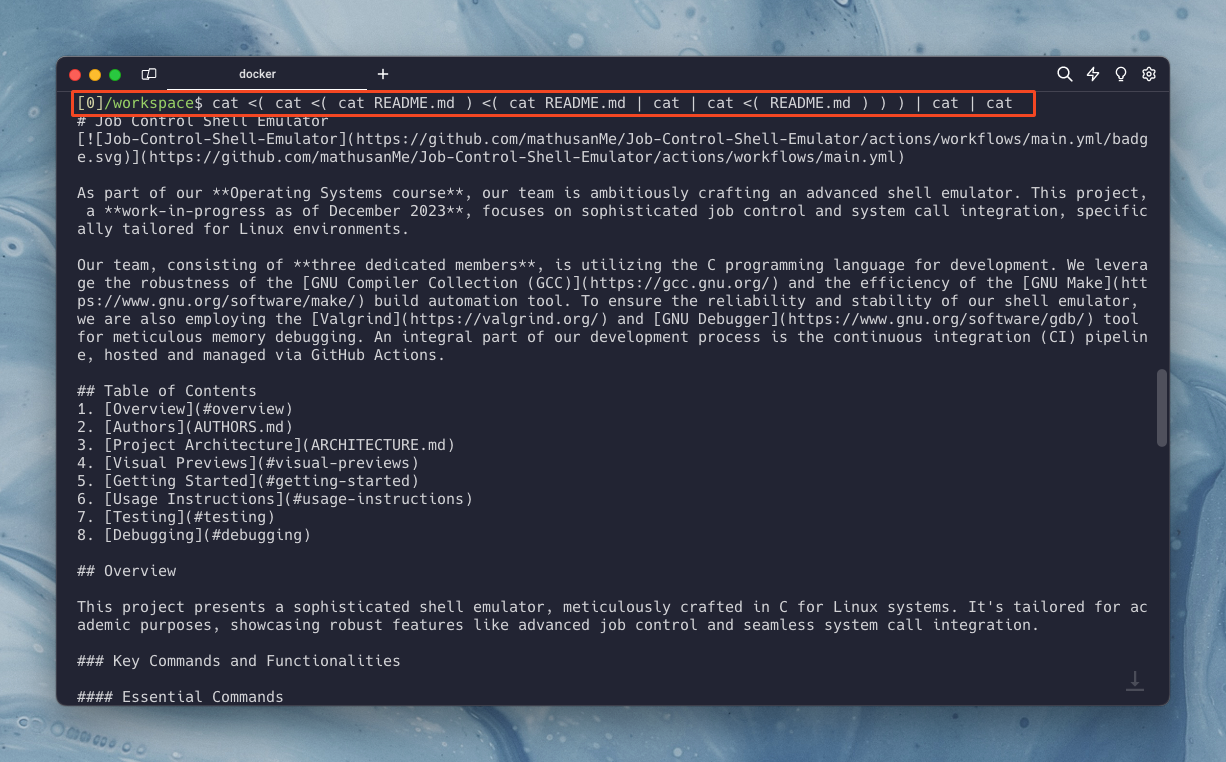 docker
[0]/workspace$ cat <( cat <( cat README.md ) <( cat README.md | cat | cat <( README.md ) ) ) | cat | cat
# Job Control Shell Emulator
[![Job-Control-Shell-Emulator](https://github.com/mathusanMe/Job-Control-Shell-Emulator/actions/workflows/main.yml/badg
e.svg)](https://github.com/mathusanMe/Job-Control-Shell-Emulator/actions/workflows/main.yml)
As part of our **Operating Systems course**, our team is ambitiously crafting an advanced shell emulator. This project,
a **work-in-progress as of December 2023**, focuses on sophisticated job control and system call integration, specific
ally tailored for Linux environments.
Our team, consisting of **three dedicated members**, is utilizing the C programming language for development. We levera
ge the robustness of the [GNU Compiler Collection (GCC)](https://gcc.gnu.org/) and the efficiency of the [GNU Make](htt
ps://www.gnu.org/software/make/) build automation tool. To ensure the reliability and stability of our shell emulator,
we are also employing the [Valgrind](https://valgrind.org/) and [GNU Debugger](https://www.gnu.org/software/gdb/) tool
for meticulous memory debugging. An integral part of our development process is the continuous integration (CI) pipelin
e, hosted and managed via GitHub Actions.
## Table of Contents
1. [Overview](#overview)
2. [Authors](AUTHORS.md)
3. [Project Architecture](ARCHITECTURE.md)
4. [Visual Previews](#visual-previews)
5. [Getting Started](#getting-started)
6. [Usage Instructions](#usage-instructions)
7. [Testing](#testing)
8. [Debugging](#debugging)
## Overview
This project presents a sophisticated shell emulator, meticulously crafted in C for Linux systems. It's tailored for ac
ademic purposes, showcasing robust features like advanced job control and seamless system call integration.
### Key Commands and Functionalities
#### Essential Commands